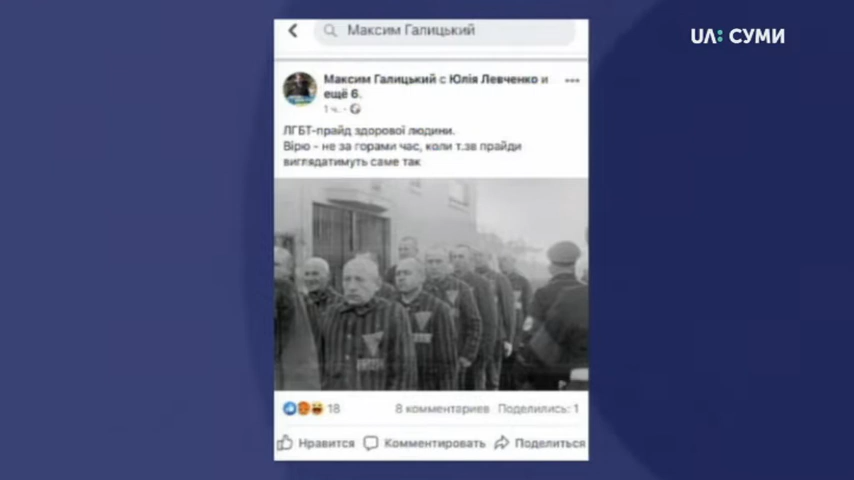 UA: СУМИ
Максим Галицький
Максим Галицький с Юлія Левченко и
ещё 6.
1 ч. ·
ЛГБТ-прайд здорової людини.
Вірю - не за горами час, коли т.зв прайди
виглядатимуть саме так
18
8 комментариев Поделились: 1
Нравится Комментировать Поделиться